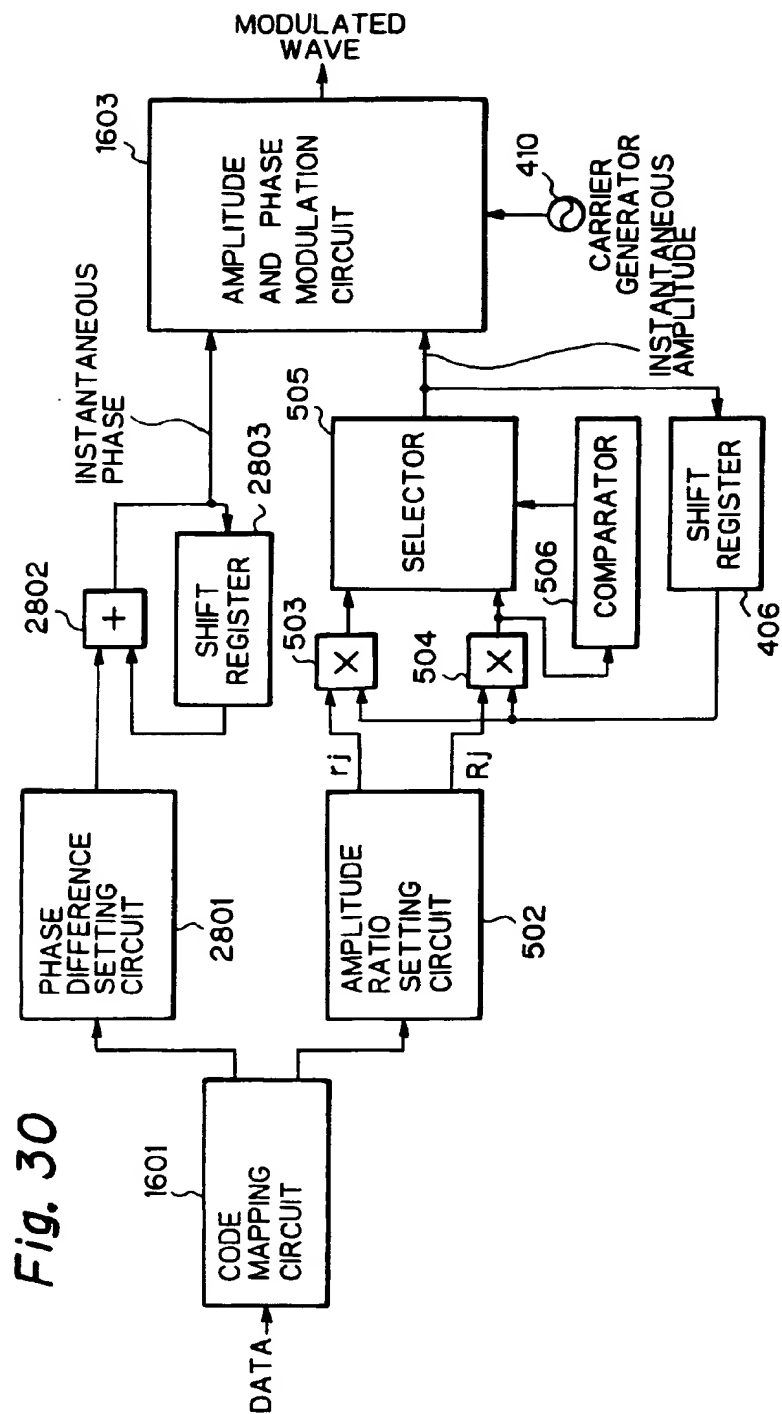 Fig. 30
DATA
1601
CODE
MAPPING
CIRCUIT
PHASE
DIFFERENCE
SETTING
CIRCUIT
2801
AMPLITUDE
RATIO
SETTING
CIRCUIT
502
rj
Rj
2802
+
SHIFT
REGISTER
2803
INSTANTANEOUS
PHASE
503
X
504
X
505
SELECTOR
506
COMPARATOR
SHIFT
REGISTER
406
INSTANTANEOUS
AMPLITUDE
1603
AMPLITUDE
AND PHASE
MODULATION
CIRCUIT
410
CARRIER
GENERATOR
MODULATED
WAVE